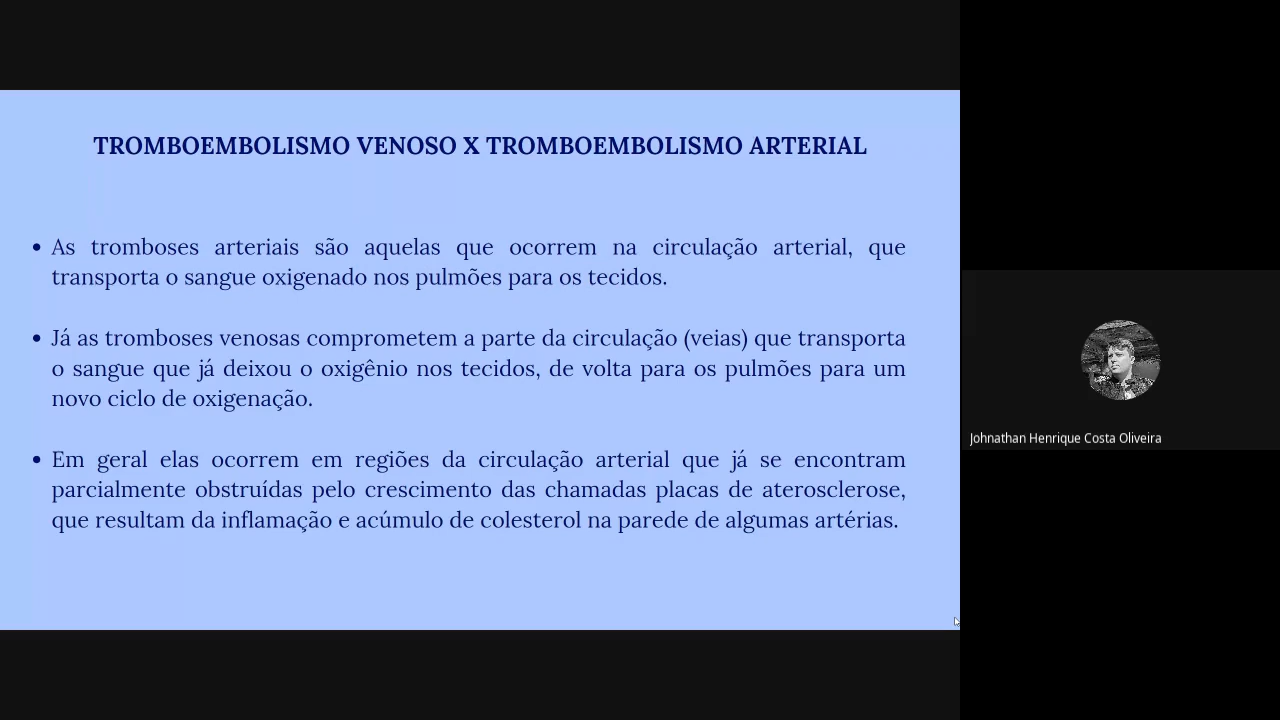 TROMBOEMBOLISMO VENOSO X TROMBOEMBOLISMO ARTERIAL
• As tromboses arteriais são aquelas que ocorrem na circulação arterial, que
transporta o sangue oxigenado nos pulmões para os tecidos.
• Já as tromboses venosas comprometem a parte da circulação (veias) que transporta
o sangue que já deixou o oxigênio nos tecidos, de volta para os pulmões para um
novo ciclo de oxigenação.
• Em geral elas ocorrem em regiões da circulação arterial que já se encontram
parcialmente obstruídas pelo crescimento das chamadas placas de aterosclerose,
que resultam da inflamação e acúmulo de colesterol na parede de algumas artérias.
Johnathan Henrique Costa Oliveira